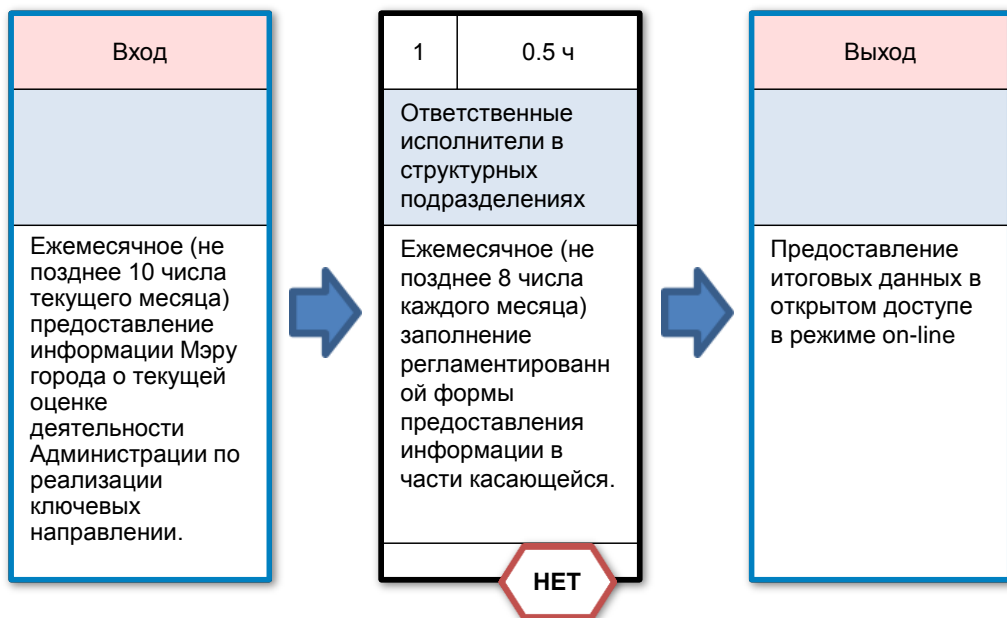 Вход
Ежемесячное (не
позднее 10 числа
текущего месяца)
предоставление
информации Мэру
города о текущей
оценке
деятельности
Администрации по
реализации
ключевых
направлении.
1
0.5 ч
Ответственные
исполнители в
структурных
подразделениях
Ежемесячное (не
позднее 8 числа
каждого месяца)
заполнение
регламентированн
ой формы
предоставления
информации в
части касающейся.
НЕТ
Выход
Предоставление
итоговых данных в
открытом доступе
в режиме on-line